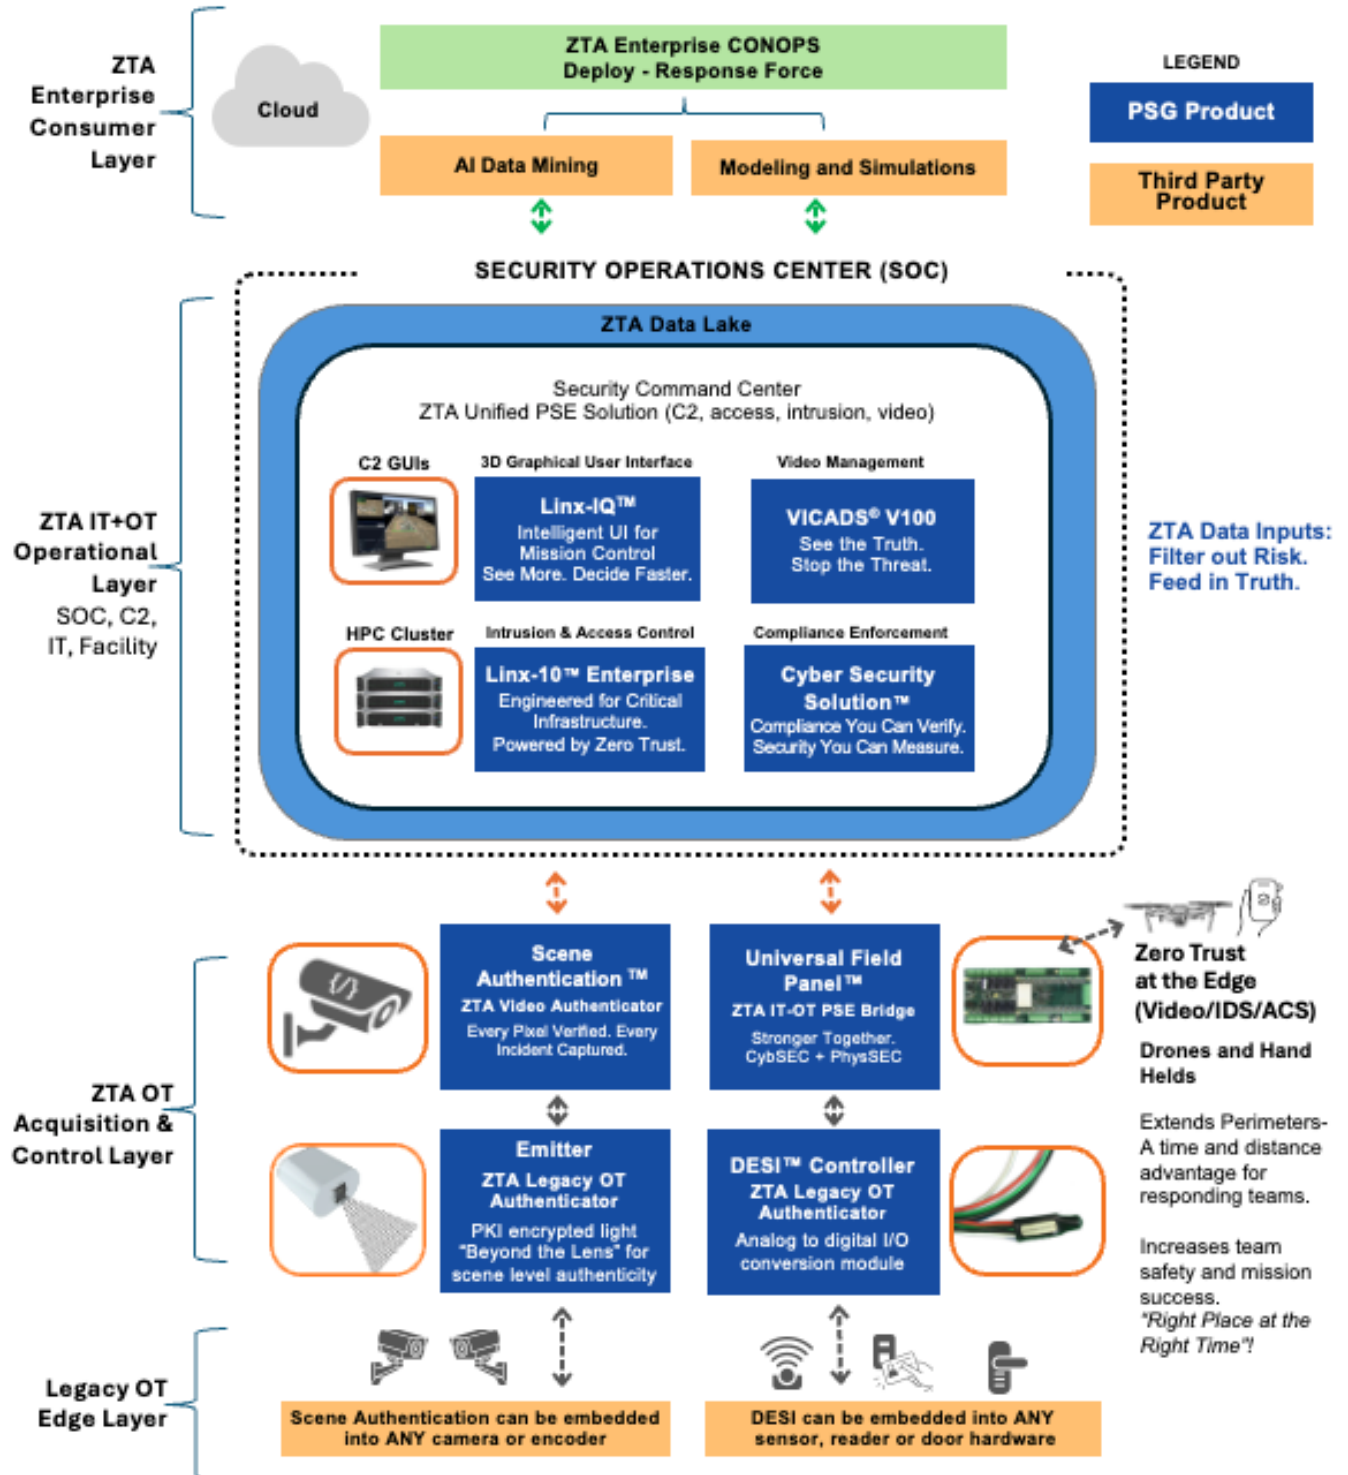 ZTA
Enterprise
Consumer
Layer
Cloud
ZTA Enterprise CONOPS
Deploy - Response Force
AI Data Mining
Modeling and Simulations
LEGEND
PSG Product
Third Party
Product
SECURITY OPERATIONS CENTER (SOC)
ZTA Data Lake
Security Command Center
ZTA Unified PSE Solution (C2, access, intrusion, video)
ZTA IT+OT
Operational
Layer
SOC, C2,
IT, Facility
C2 GUIs
3D Graphical User Interface
Linx-IQ™
Intelligent UI for
Mission Control
See More. Decide Faster.
Video Management
VICADS® V100
See the Truth.
Stop the Threat.
HPC Cluster
Intrusion & Access Control
Linx-10™ Enterprise
Engineered for Critical
Infrastructure.
Powered by Zero Trust.
Compliance Enforcement
Cyber Security
Solution™
Compliance You Can Verify.
Security You Can Measure.
ZTA Data Inputs:
Filter out Risk.
Feed in Truth.
ZTA OT
Acquisition &
Control Layer
Scene
Authentication ™
ZTA Video Authenticator
Every Pixel Verified. Every
Incident Captured.
Universal Field
Panel™
ZTA IT-OT PSE Bridge
Stronger Together.
CybSEC + PhysSEC
Emitter
ZTA Legacy OT
Authenticator
PKI encrypted light
"Beyond the Lens" for
scene level authenticity
DESI™ Controller
ZTA Legacy OT
Authenticator
Analog to digital I/O
conversion module
Zero Trust
at the Edge
(Video/IDS/ACS)
Drones and Hand
Helds
Extends Perimeters-
A time and distance
advantage for
responding teams.
Increases team
safety and mission
success.
"Right Place at the
Right Time"!
Legacy OT
Edge Layer
Scene Authentication can be embedded
into ANY camera or encoder
DESI can be embedded into ANY
sensor, reader or door hardware